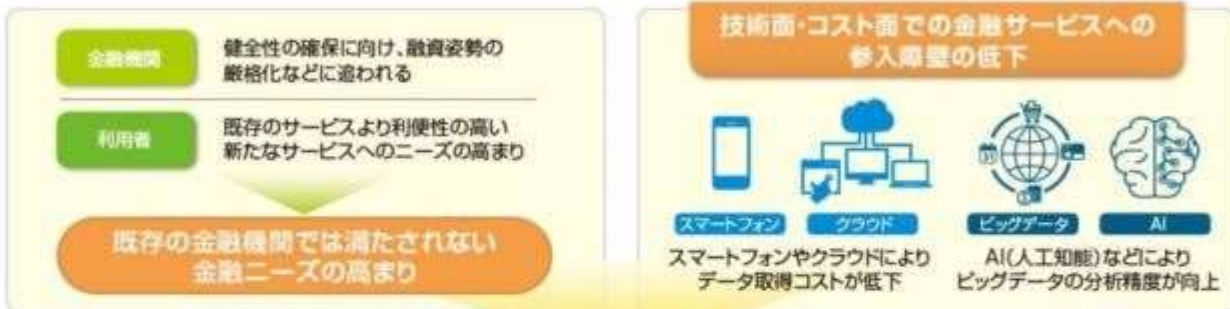 金融機関
健全性の確保に向け、融資姿勢の
厳格化などに追われる
利用者
既存のサービスより利便性の高い
新たなサービスへのニーズの高まり
既存の金融機関では満たされない
金融ニーズの高まり
技術面・コスト面での金融サービスへの
参入障壁の低下
スマートフォン
クラウド
スマートフォンやクラウドにより
データ取得コストが低下
ビッグデータ
AI
AI(人工知能)などにより
ビッグデータの分析精度が向上